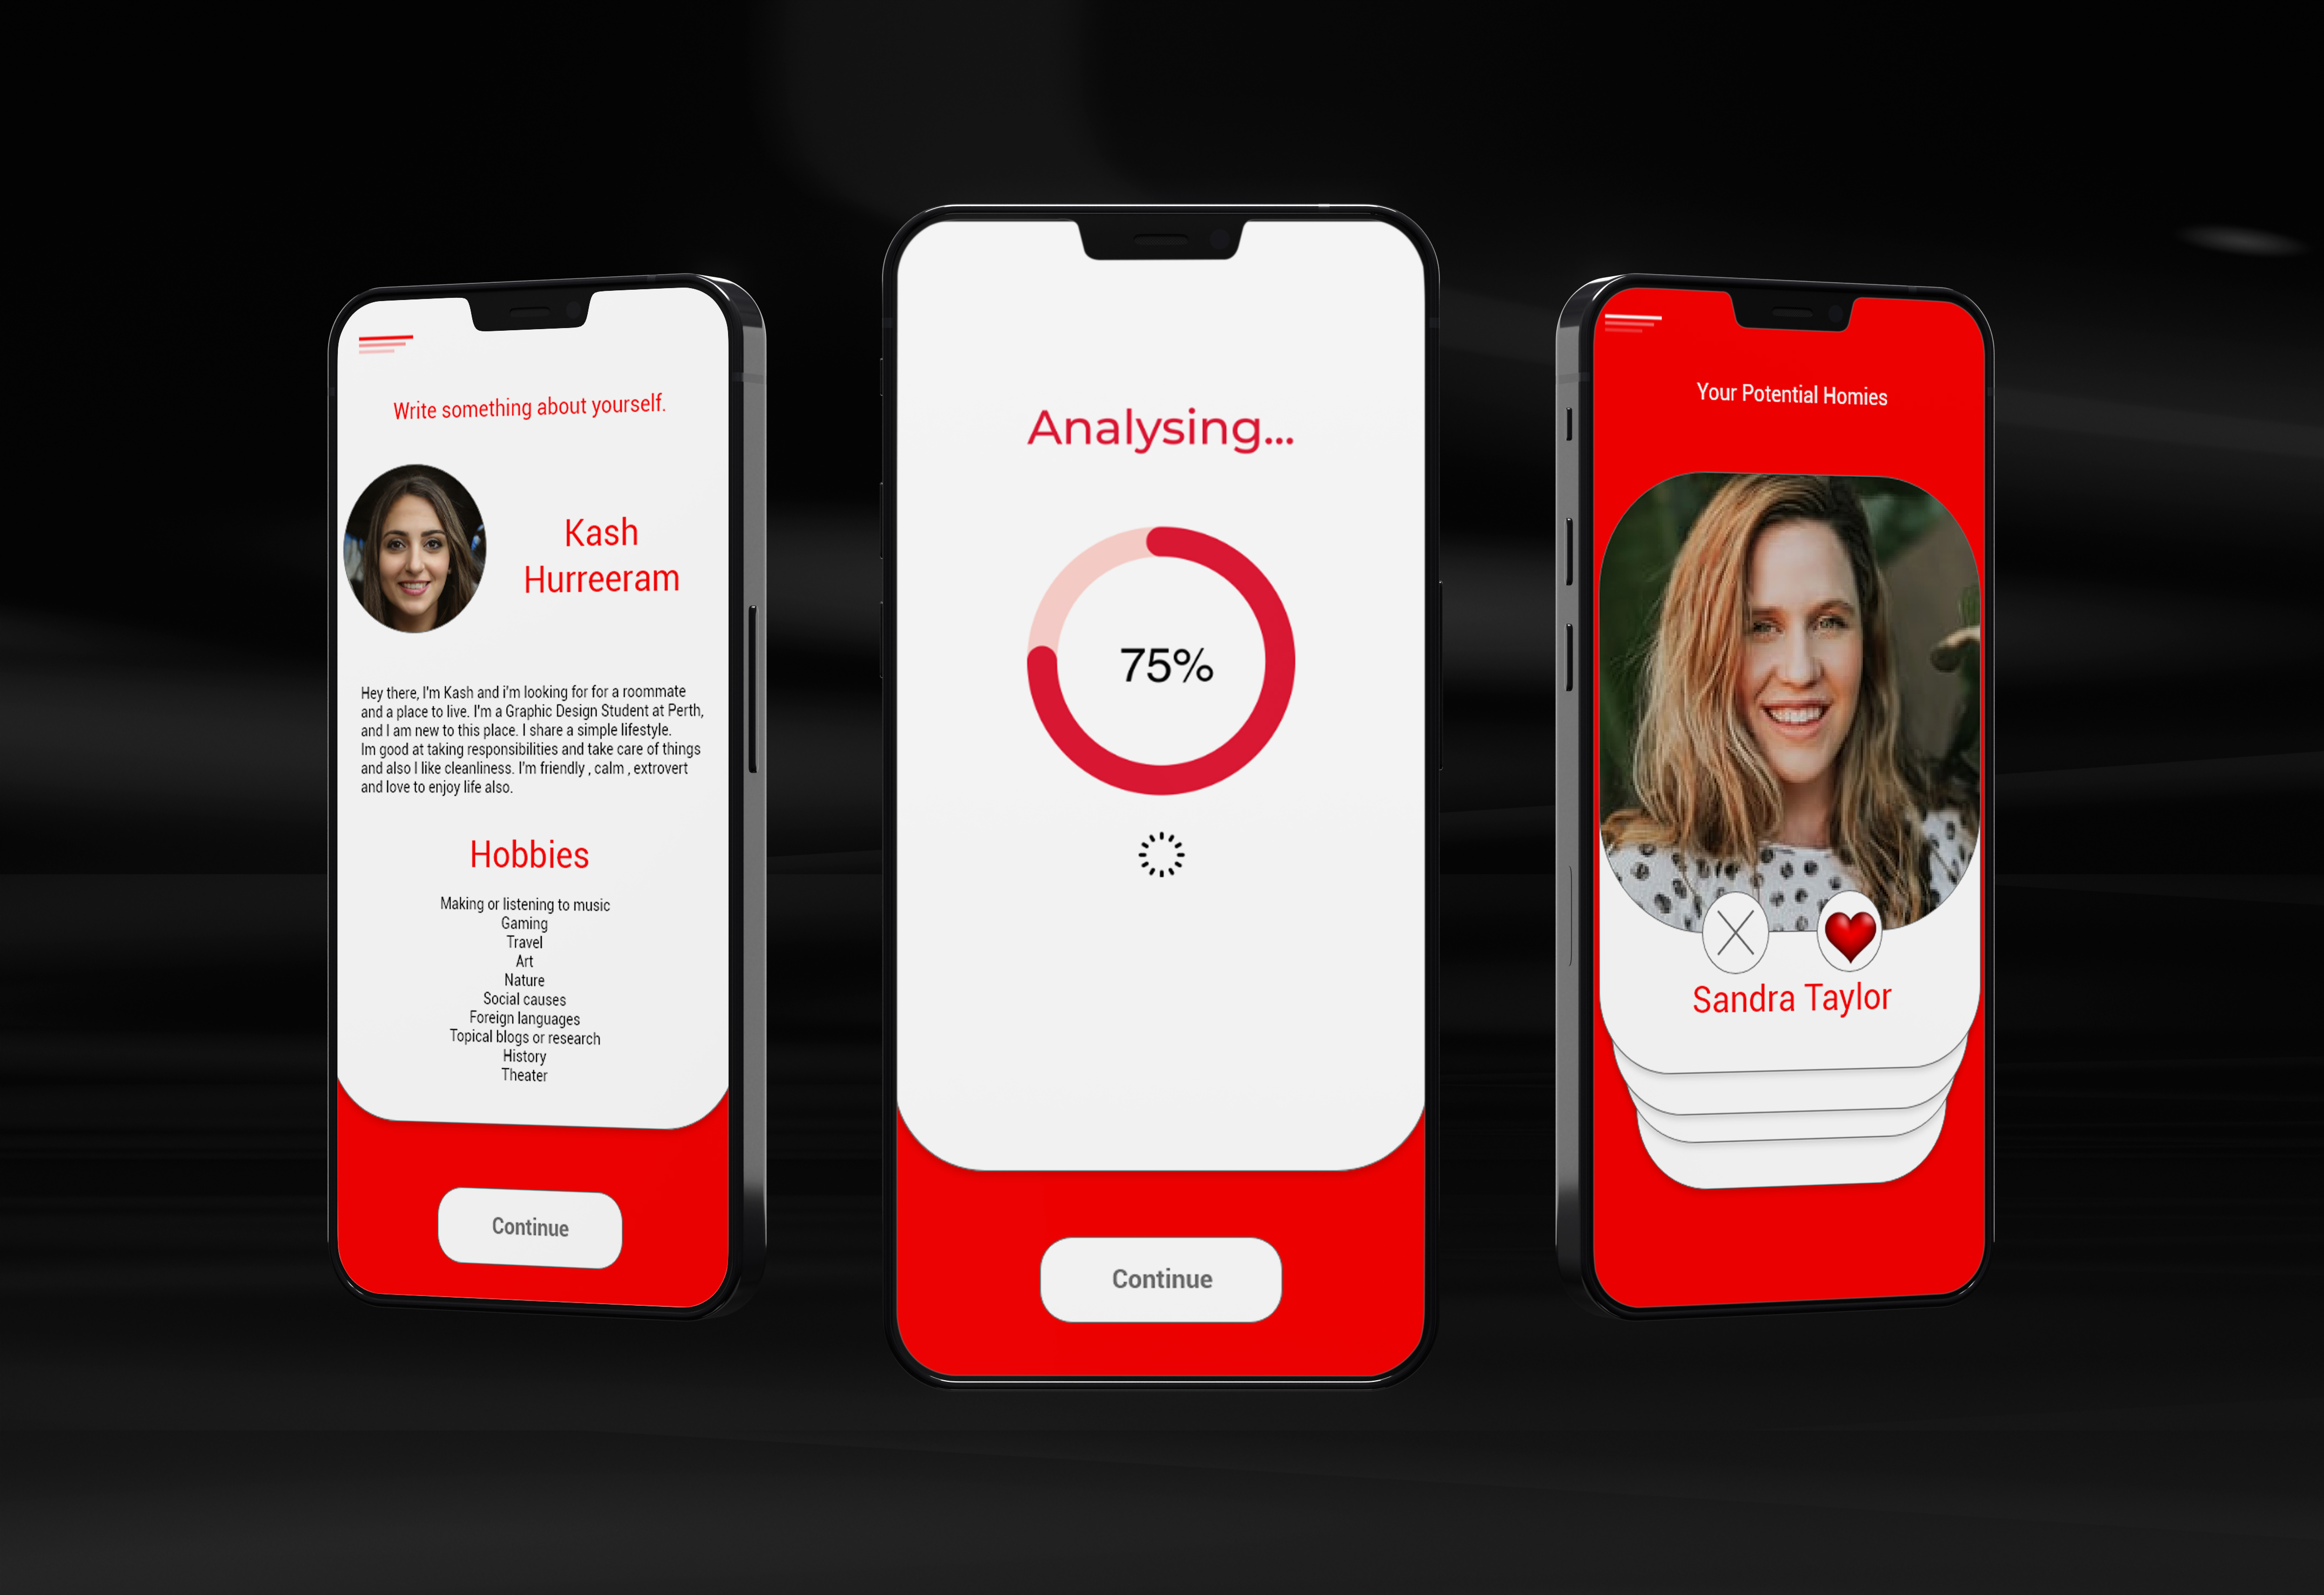 Write something about yourself.
Kash
Hurreeram
Hey there, I'm Kash and i'm looking for for a roommate
and a place to live. I'm a Graphic Design Student at Perth,
and I am new to this place. I share a simple lifestyle.
Im good at taking responsibilities and take care of things
and also I like cleanliness. I'm friendly , calm , extrovert
and love to enjoy life also.
Hobbies
Making or listening to music
Gaming
Travel
Art
Nature
Social causes
Foreign languages
Topical blogs or research
History
Theater
Continue
Analysing...
75%
Continue
Your Potential Homies
Sandra Taylor